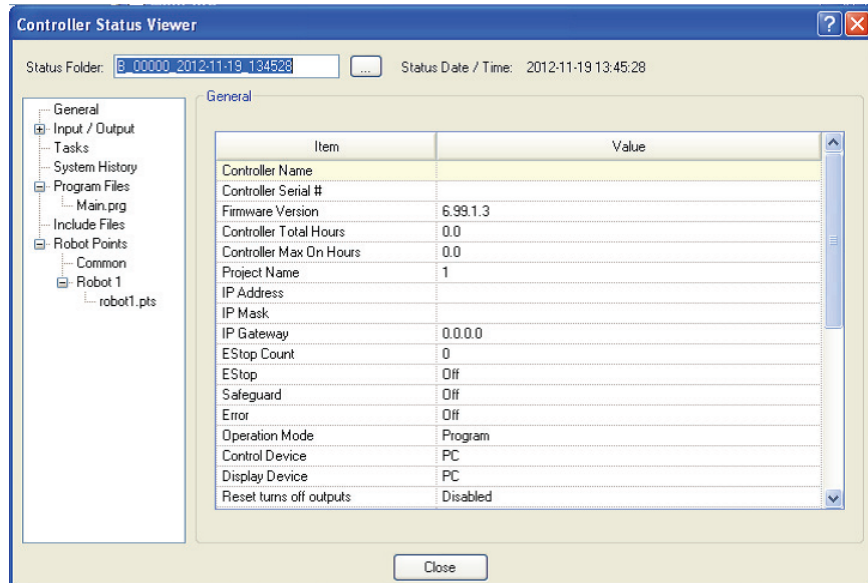 Controller Status Viewer
Status Folder: B_00000_2012-11-19_134528 ... Status Date / Time: 2012-11-19 13:45:28
General
Input / Output
Tasks
System History
Program Files
Main.prg
Include Files
Robot Points
Common
Robot 1
robot1.pts
General
Item Value
Controller Name
Controller Serial #
Firmware Version 6.99.1.3
Controller Total Hours 0.0
Controller Max On Hours 0.0
Project Name 1
IP Address
IP Mask
IP Gateway 0.0.0.0
EStop Count 0
EStop Off
Safeguard Off
Error Off
Operation Mode Program
Control Device PC
Display Device PC
Reset turns off outputs Disabled
Close